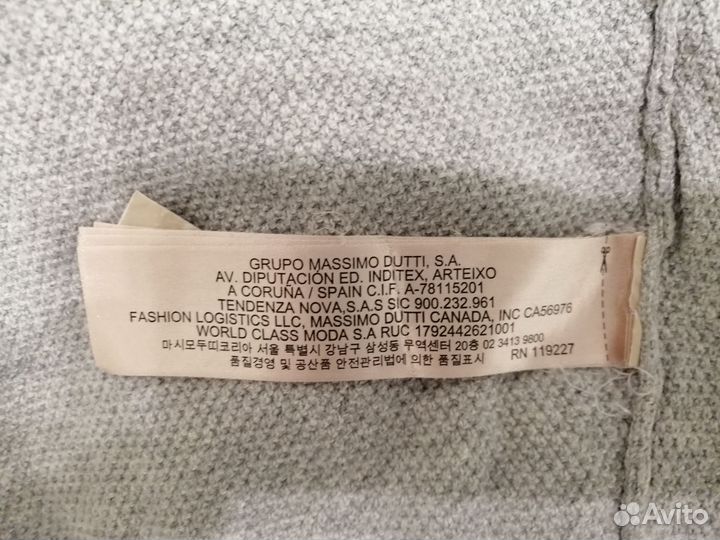 GRUPO MASSIMO DUTTI, S.A.
AV. DIPUTACIÓN ED. INDITEX, ARTEIXO
A CORUÑA / SPAIN C.I.F. A-78115201
TENDENZA NOVA,S.A.S SIC 900.232.961
FASHION LOGISTICS LLC, MASSIMO DUTTI CANADA, INC CA56976
WORLD CLASS MODA S.A RUC 1792442621001
마시모두띠코리아 서울 특별시 강남구 삼성동 무역센터 20층 02 3413 9800
품질경영 및 공산품 안전관리법에 의한 품질표시 RN 119227
Avito